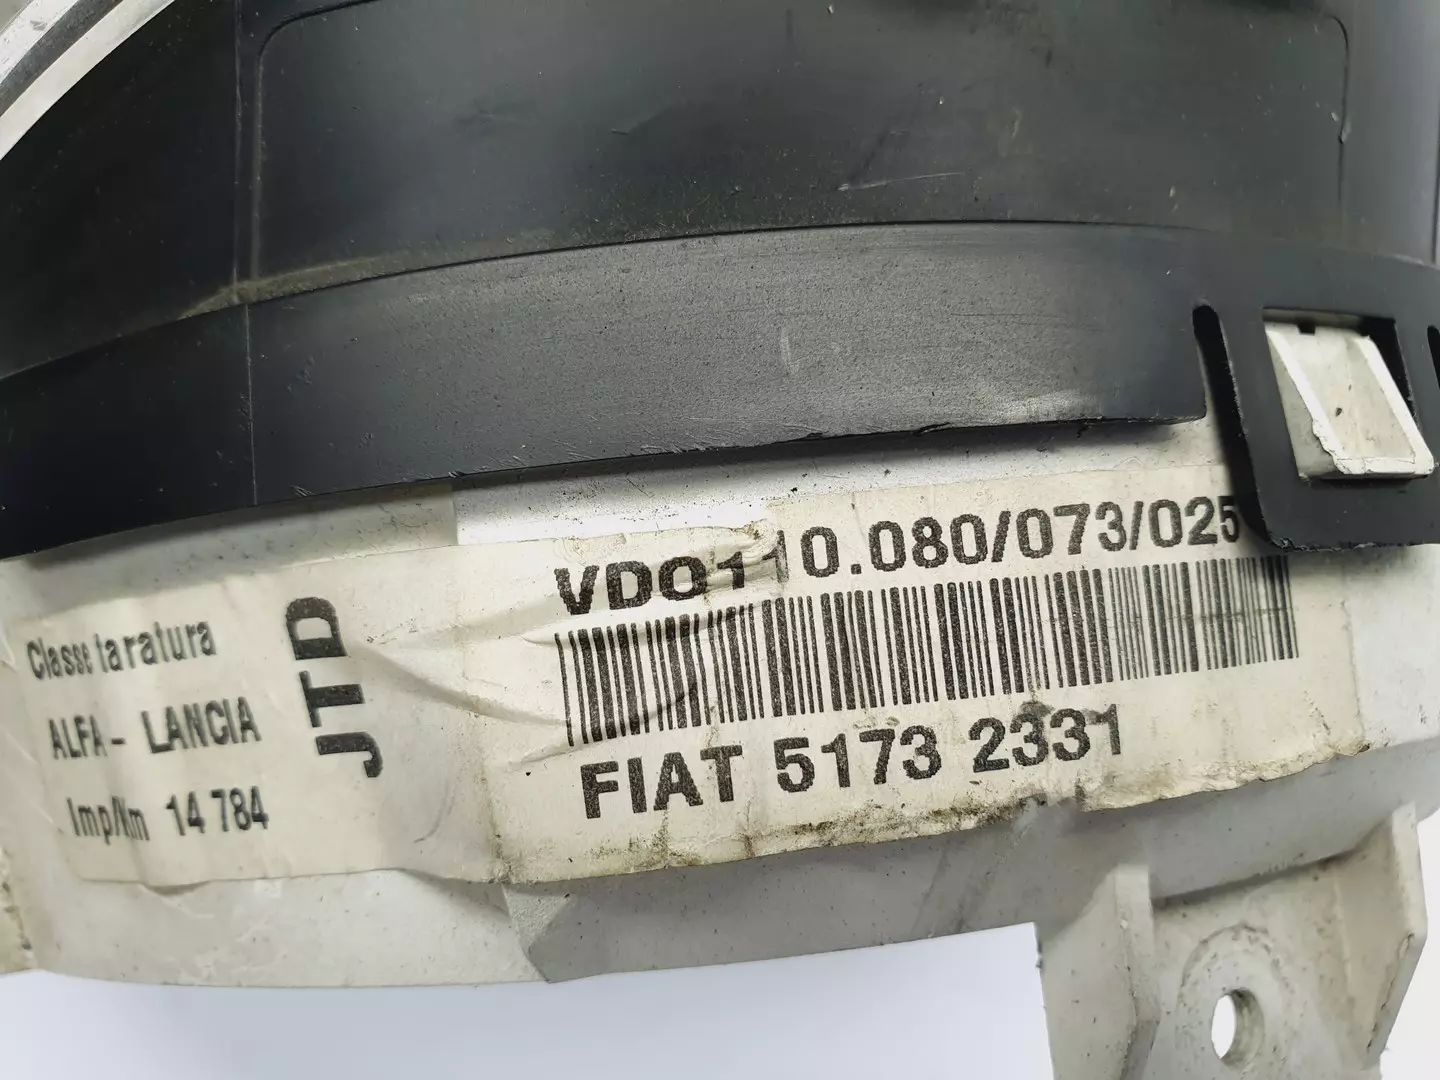 VDO110.080/073/025
FIAT 5173 2331
JTD
Classe taratura
ALFA - LANCIA
Imp/Km 14 784